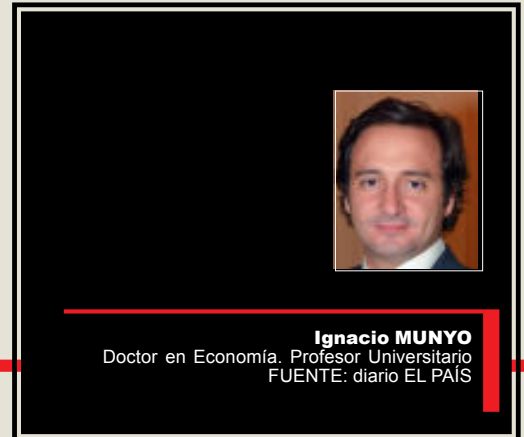 Ignacio MUNYO
Doctor en Economía. Profesor Universitario
FUENTE: diario EL PAÍS